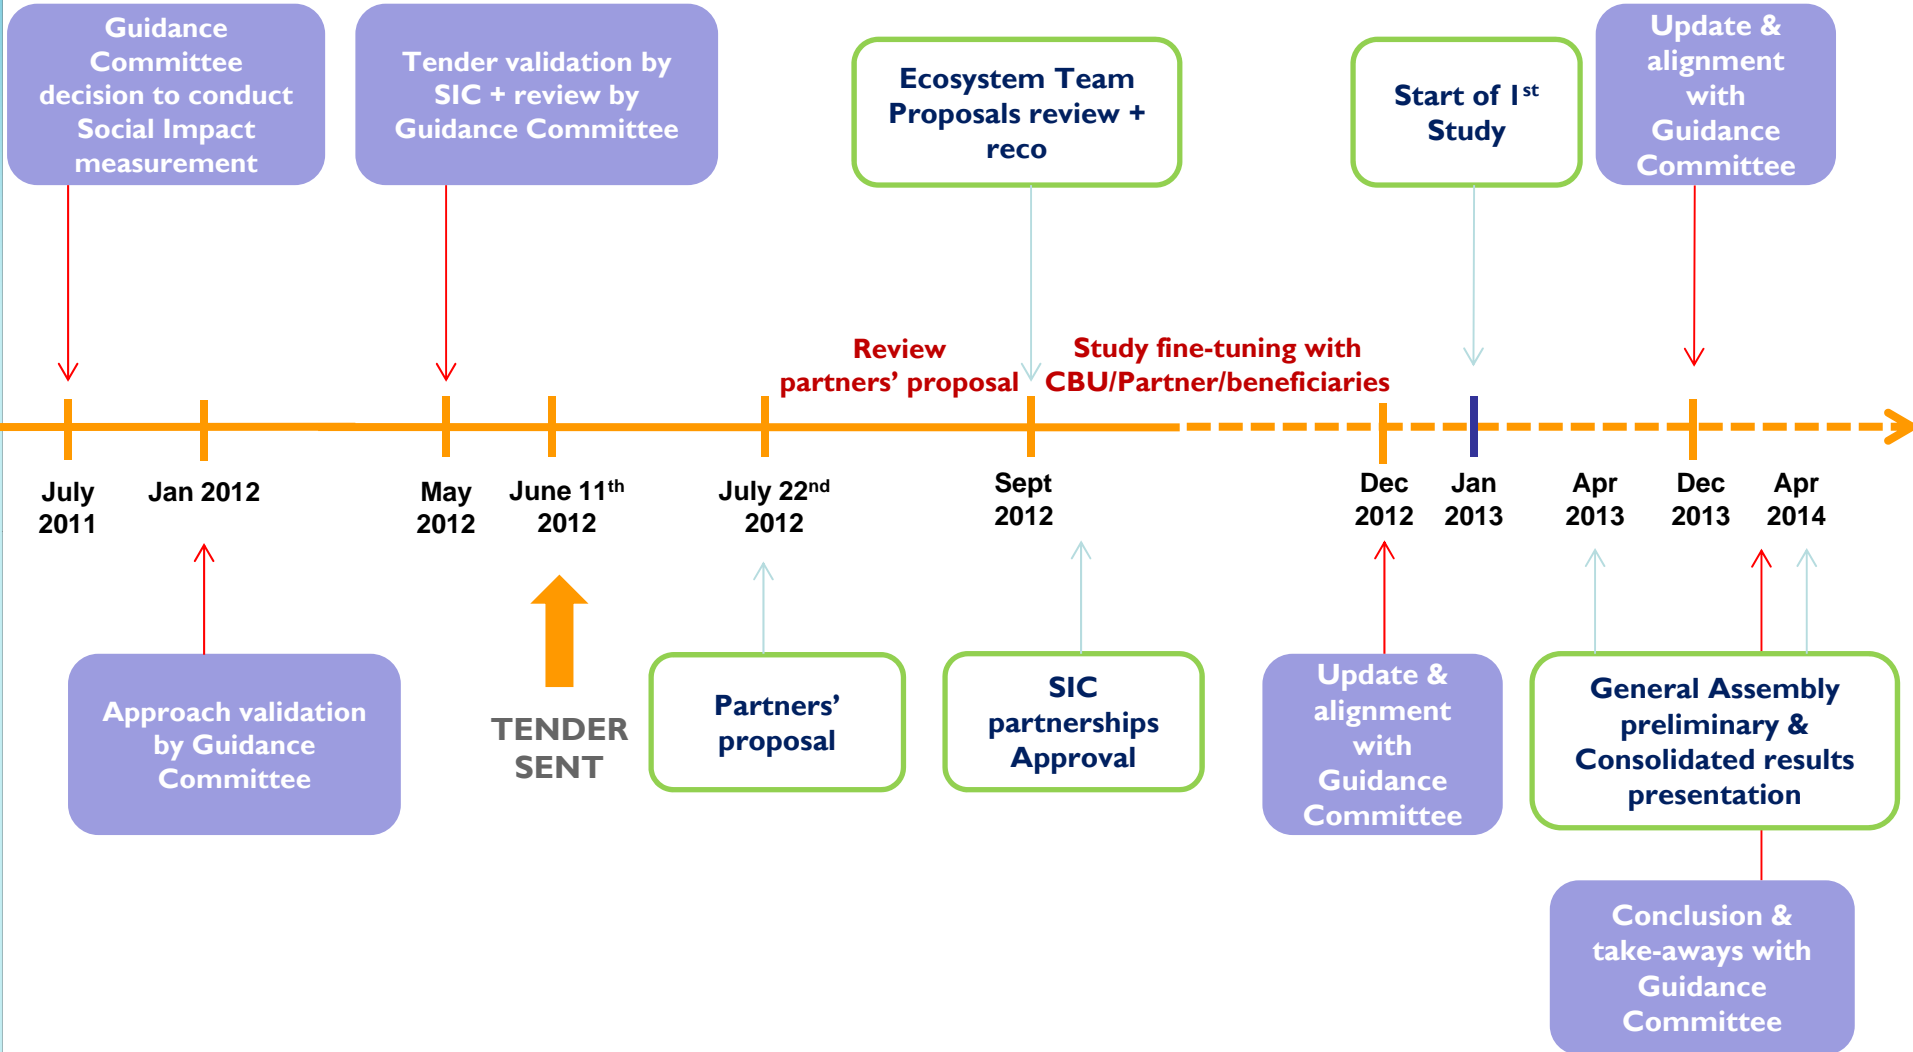 Guidance
Committee
decision to conduct
Social Impact
measurement
Tender validation by
SIC + review by
Guidance Committee
Ecosystem Team
Proposals review +
reco
Start of 1st
Study
Update &
alignment
with
Guidance
Committee
Review
partners’ proposal
Study fine-tuning with
CBU/Partner/beneficiaries
July
2011
Jan 2012
May
2012
June 11th
2012
July 22nd
2012
Sept
2012
Dec
2012
Jan
2013
Apr
2013
Dec
2013
Apr
2014
Approach validation
by Guidance
Committee
TENDER
SENT
Partners’
proposal
SIC
partnerships
Approval
Update &
alignment
with
Guidance
Committee
General Assembly
preliminary &
Consolidated results
presentation
Conclusion &
take-aways with
Guidance
Committee